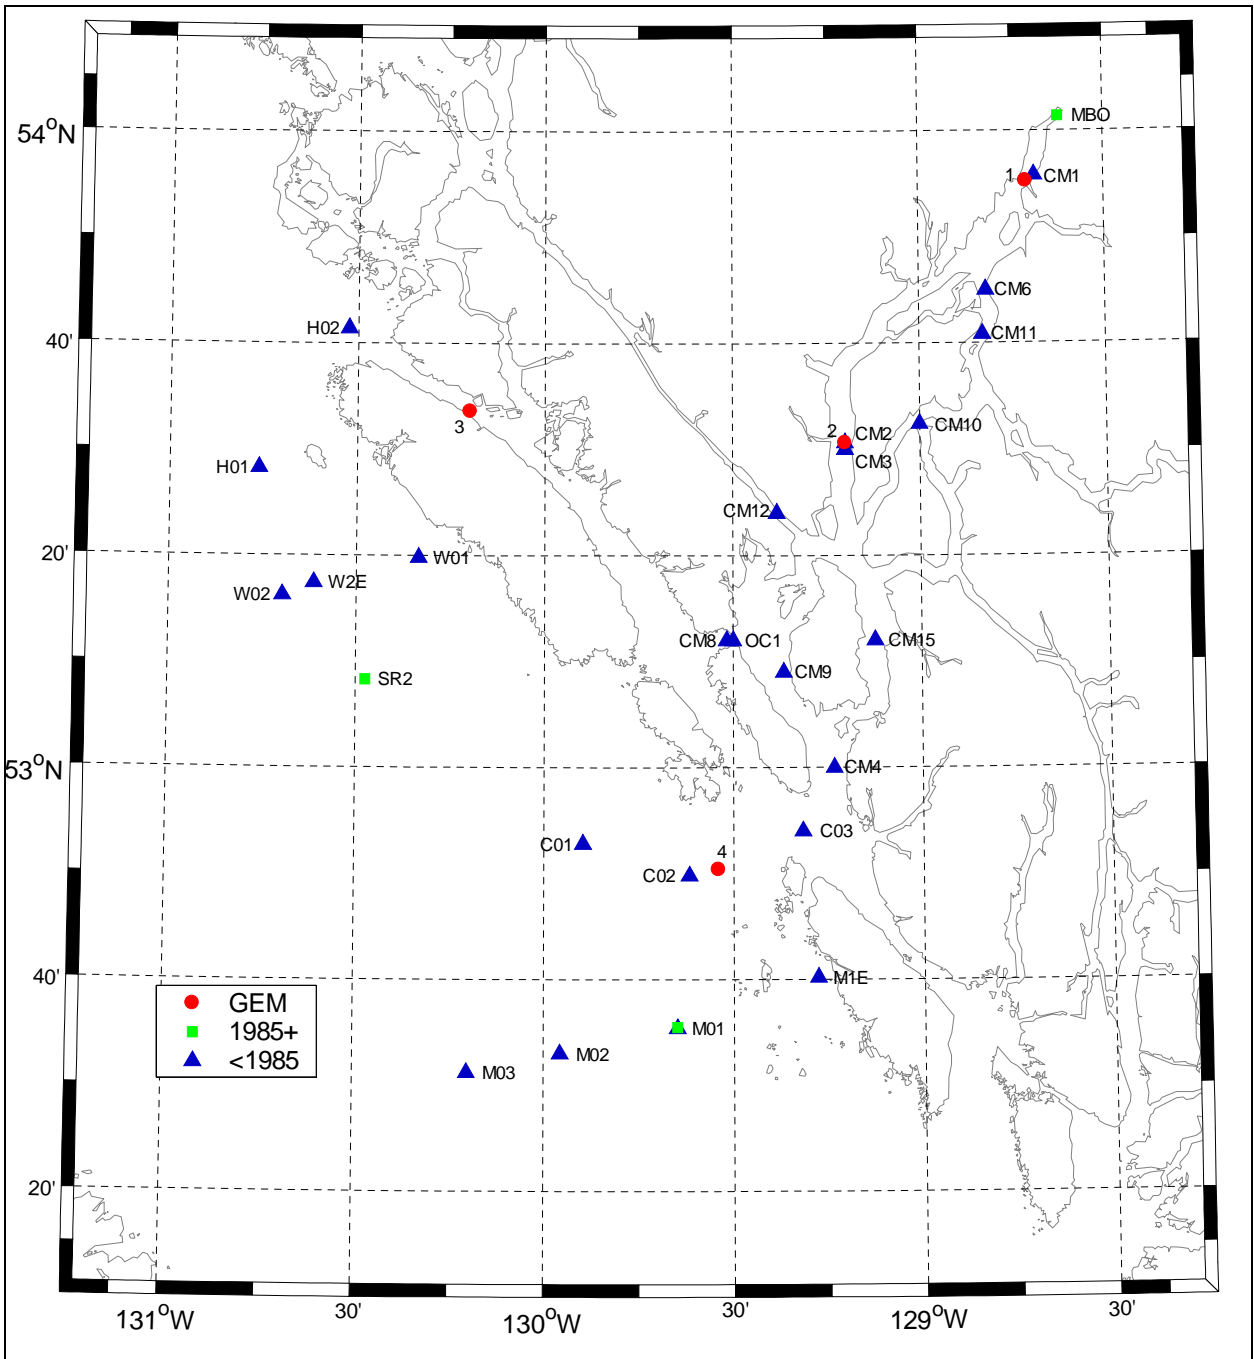 MBO
54°N
1
CM1
CM6
H02
CM11
40'
3
2
CM2
CM10
CM3
H01
CM12
20'
W01
W2E
W02
CM8
OC1
CM15
CM9
SR2
53°N
CM4
C03
C01
4
C02
40'
M1E
GEM
1985+
<1985
M01
M02
M03
20'
131°W
30'
130°W
30'
129°W
30'